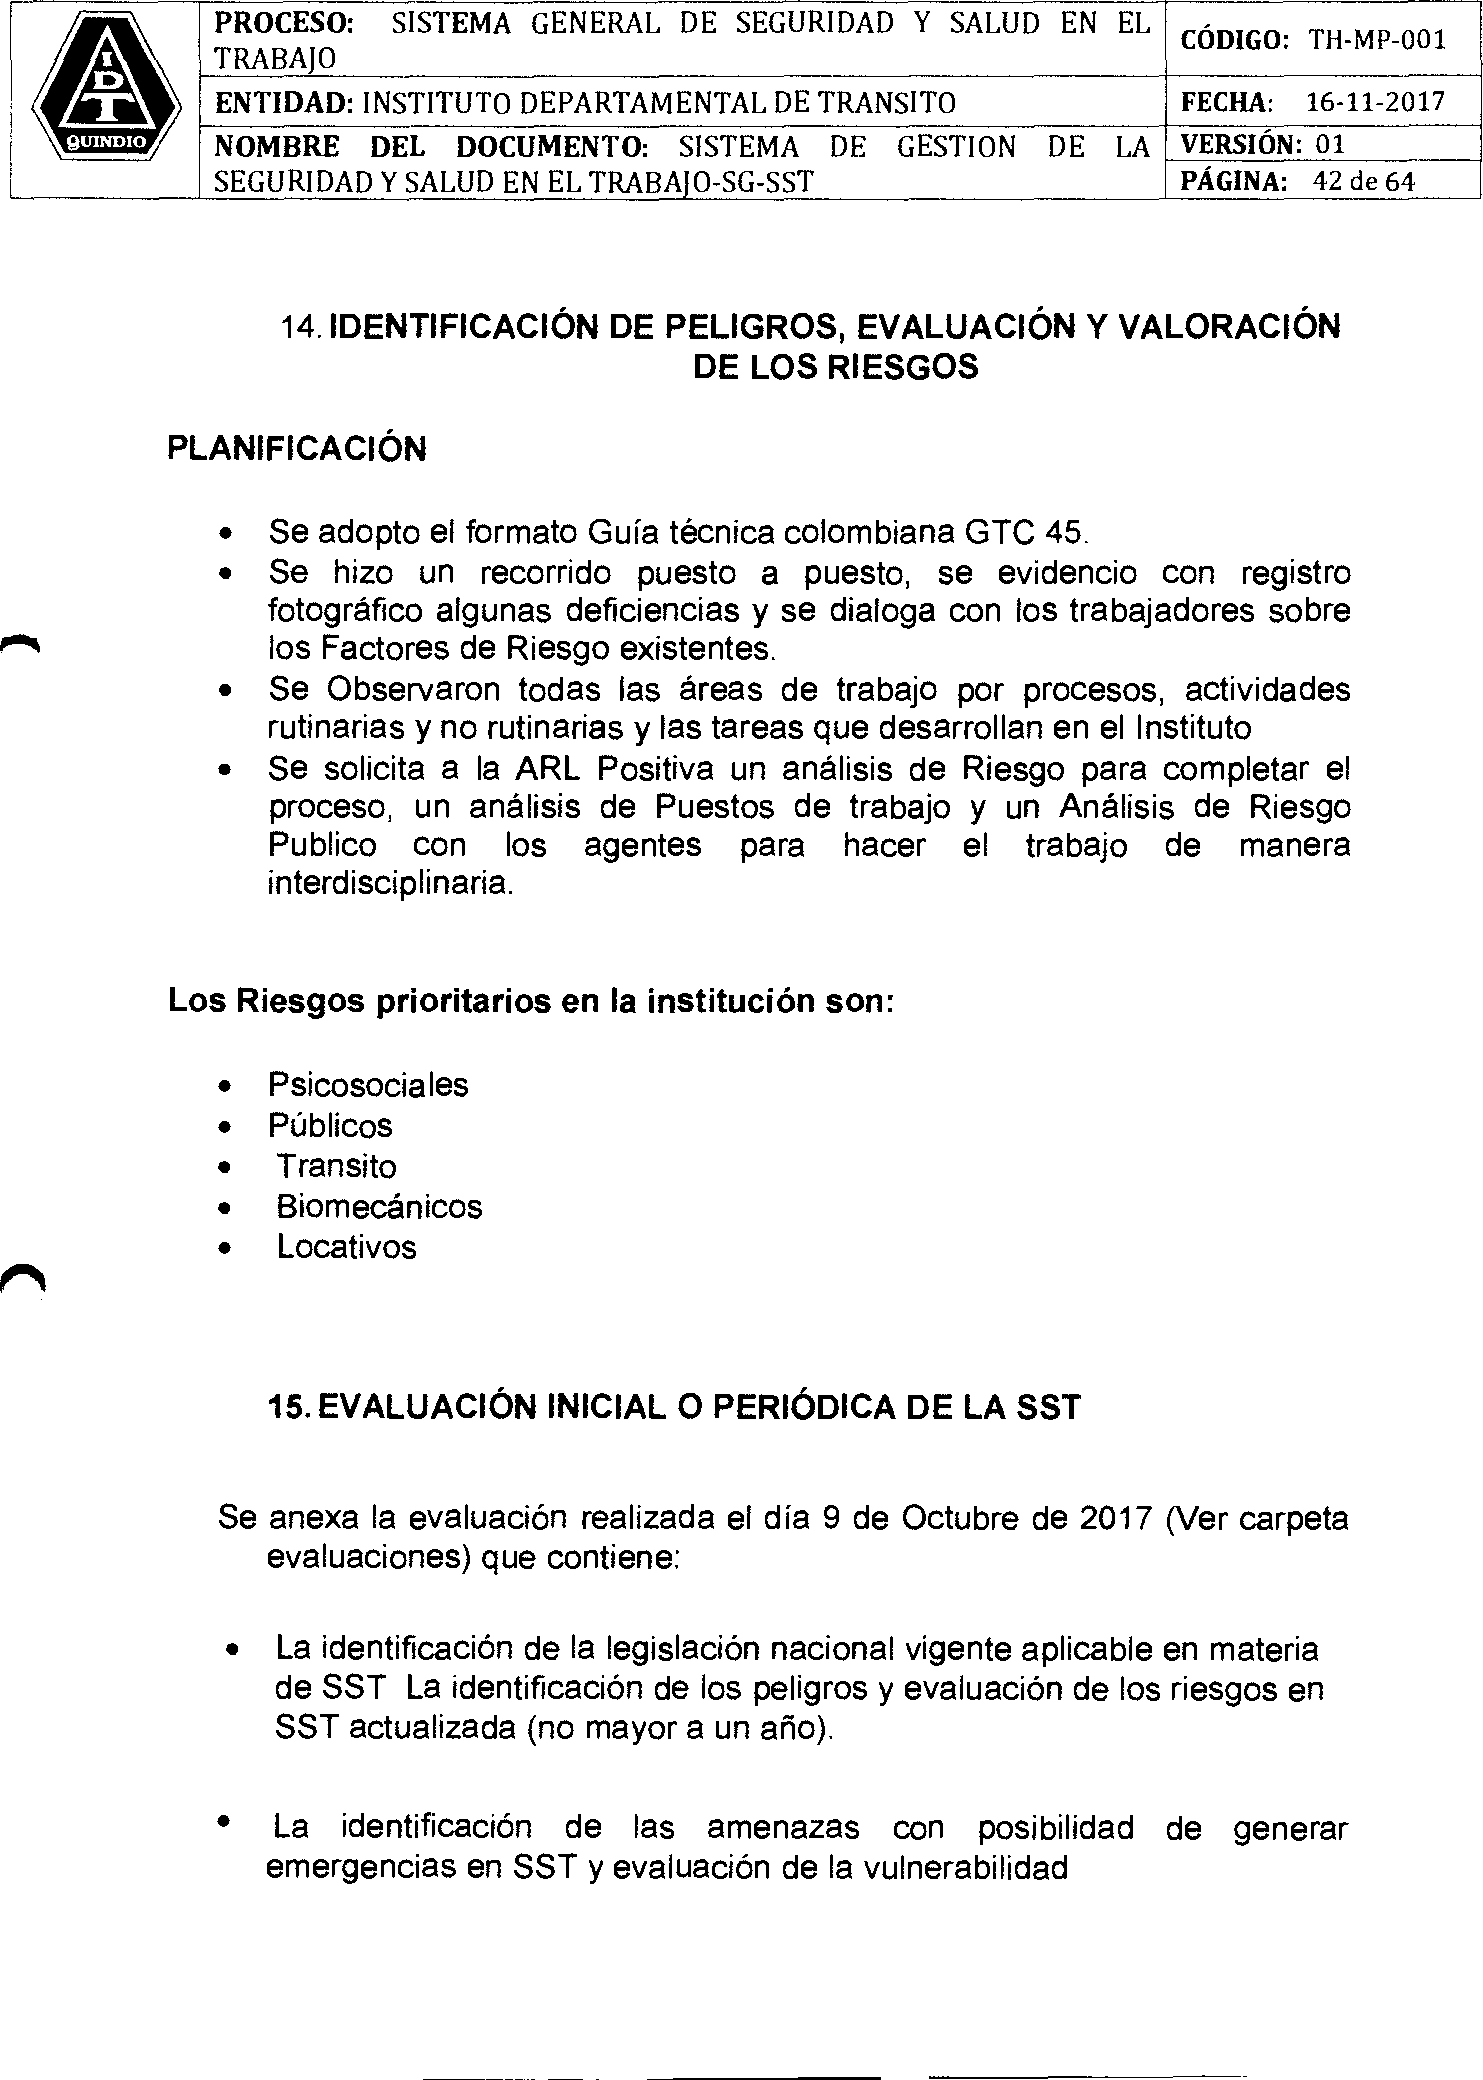 IDT
QUINDIO
PROCESO: SISTEMA GENERAL DE SEGURIDAD Y SALUD EN EL
TRABAJO
CÓDIGO: TH-MP-001
ENTIDAD: INSTITUTO DEPARTAMENTAL DE TRANSITO
FECHA: 16-11-2017
NOMBRE DEL DOCUMENTO: SISTEMA DE GESTION DE LA
SEGURIDAD Y SALUD EN EL TRABAJO-SG-SST
VERSIÓN: 01
PÁGINA: 42 de 64
14. IDENTIFICACIÓN DE PELIGROS, EVALUACIÓN Y VALORACIÓN
DE LOS RIESGOS
PLANIFICACIÓN
• Se adopto el formato Guía técnica colombiana GTC 45.
• Se hizo un recorrido puesto a puesto, se evidencio con registro
fotográfico algunas deficiencias y se dialoga con los trabajadores sobre
los Factores de Riesgo existentes.
• Se Observaron todas las áreas de trabajo por procesos, actividades
rutinarias y no rutinarias y las tareas que desarrollan en el Instituto
• Se solicita a la ARL Positiva un análisis de Riesgo para completar el
proceso, un análisis de Puestos de trabajo y un Análisis de Riesgo
Publico con los agentes para hacer el trabajo de manera
interdisciplinaria.
Los Riesgos prioritarios en la institución son:
• Psicosociales
• Públicos
• Transito
• Biomecánicos
• Locativos
15. EVALUACIÓN INICIAL O PERIÓDICA DE LA SST
Se anexa la evaluación realizada el día 9 de Octubre de 2017 (Ver carpeta
evaluaciones) que contiene:
• La identificación de la legislación nacional vigente aplicable en materia
de SST La identificación de los peligros y evaluación de los riesgos en
SST actualizada (no mayor a un año).
• La identificación de las amenazas con posibilidad de generar
emergencias en SST y evaluación de la vulnerabilidad